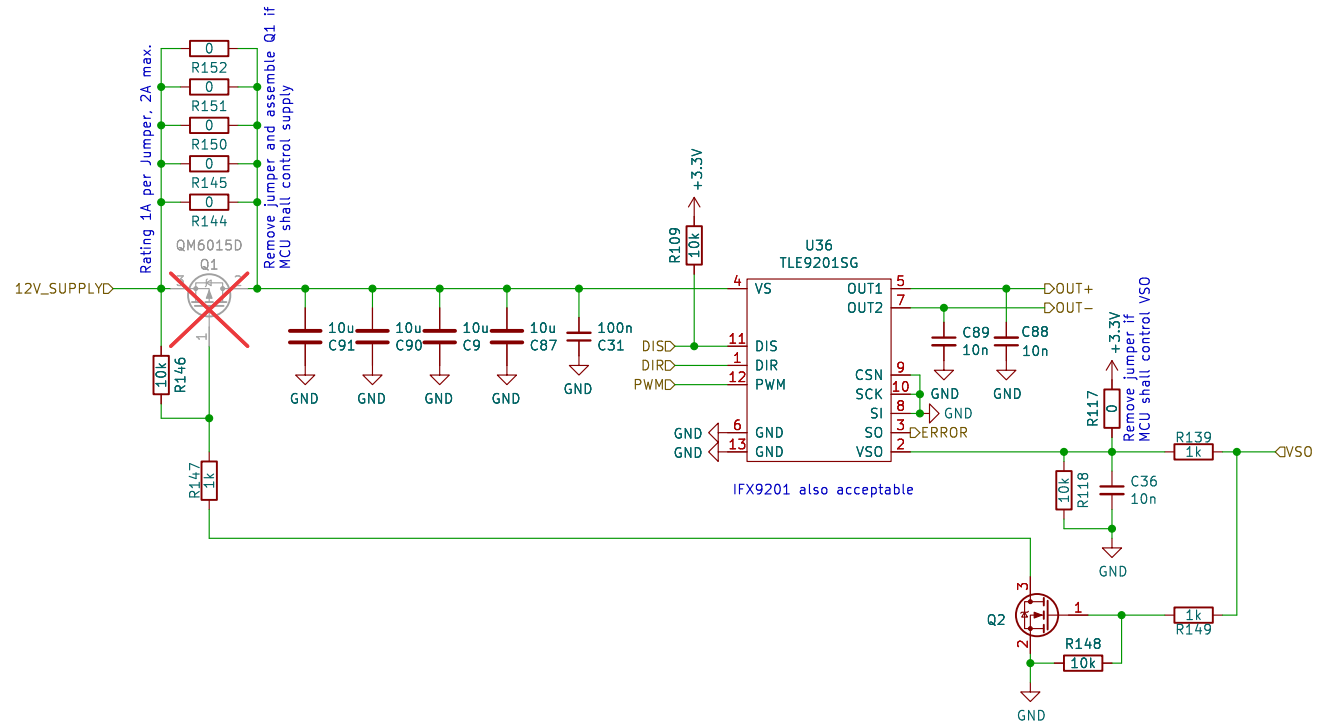 Rating 1A per Jumper, 2A max.
Remove jumper and assemble Q1 if
MCU shall control supply
0
R152
0
R151
0
R150
0
R145
0
R144
QM6015D
Q1
3
2
1
12V_SUPPLY
10k
R146
R147
1k
10u
C91
GND
10u
C90
GND
10u
C9
GND
10u
C87
GND
100n
C31
GND
+3.3V
R109
10k
DIS
DIR
PWM
GND
GND
U36
TLE9201SG
4
VS
11
DIS
1
DIR
12
PWM
6
GND
13
GND
OUT1
5
OUT2
7
CSN
9
SCK
10
SI
8
SO
3
VSO
2
IFX9201 also acceptable
OUT+
OUT-
C89
10n
GND
C88
10n
GND
GND
ERROR
+3.3V
R117
0
Remove jumper if
MCU shall control VSO
R139
1k
VSO
10k
R118
C36
10n
GND
Q2
3
1
2
1k
R149
R148
10k
GND